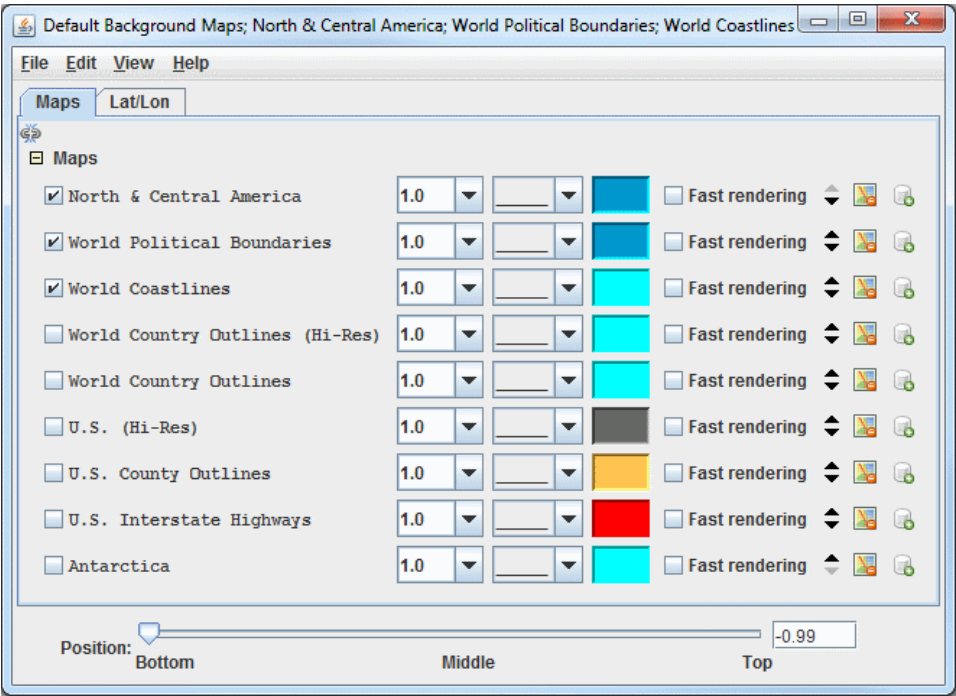 Default Background Maps; North & Central America; World Political Boundaries; World Coastlines
File Edit View Help
Maps Lat/Lon
Maps
North & Central America 1.0 Fast rendering
World Political Boundaries 1.0 Fast rendering
World Coastlines 1.0 Fast rendering
World Country Outlines (Hi-Res) 1.0 Fast rendering
World Country Outlines 1.0 Fast rendering
U.S. (Hi-Res) 1.0 Fast rendering
U.S. County Outlines 1.0 Fast rendering
U.S. Interstate Highways 1.0 Fast rendering
Antarctica 1.0 Fast rendering
Position: -0.99
Bottom Middle Top